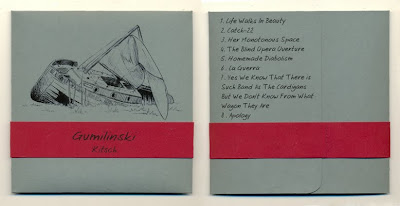 Gumilinski
Kitsch
1. Life Walks In Beauty
2. Catch-22
3. Her Monotonous Space
4. The Blind Opera Overture
5. Homemade Diabolism
6. La Guerra
7. Yes We Know That There is
Such Band As The Cardigans
But We Don't Know From What
Wagon They Are
8. Apology